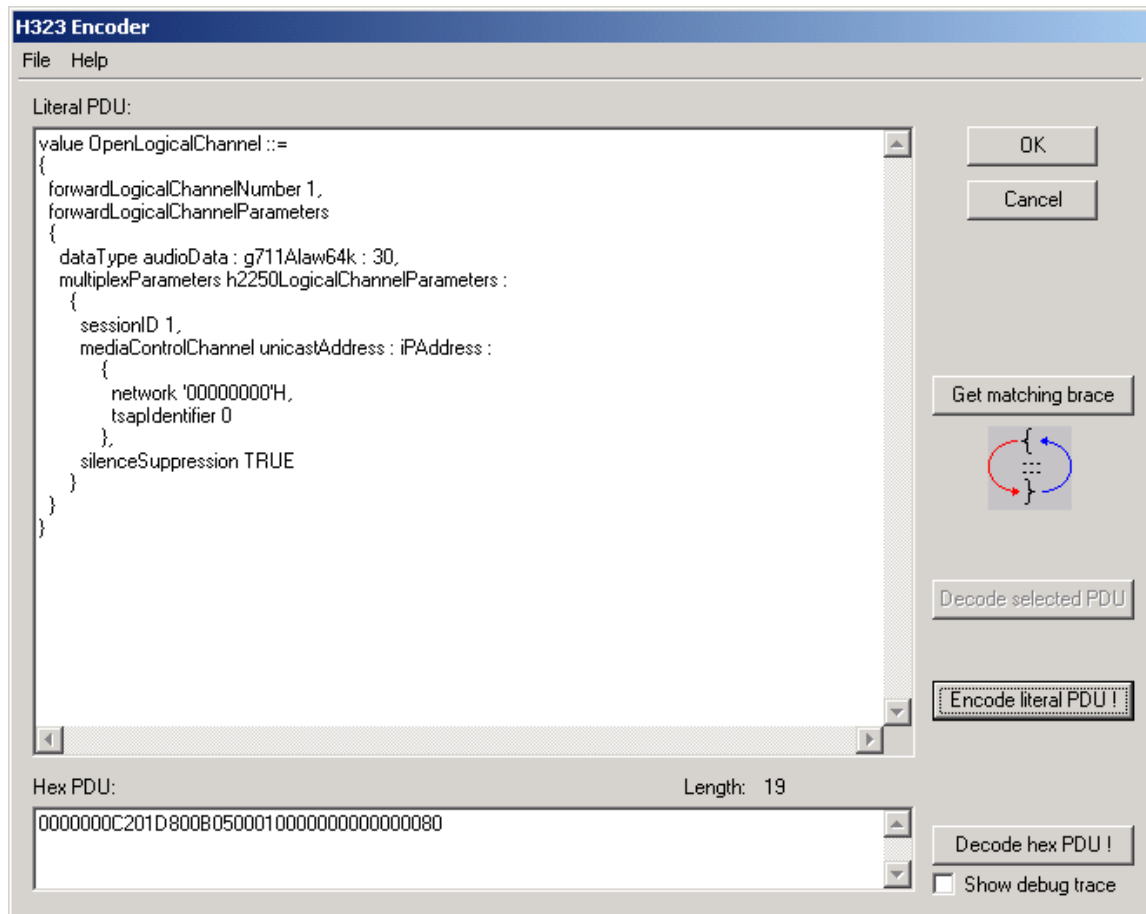 H323 Encoder
File Help
Literal PDU:
value OpenLogicalChannel ::=
{
forwardLogicalChannelNumber 1,
forwardLogicalChannelParameters
{
dataType audioData : g711Alaw64k : 30,
multiplexParameters h2250LogicalChannelParameters :
{
sessionID 1,
mediaControlChannel unicastAddress : iPAddress :
{
network '00000000'H,
tsapIdentifier 0
},
silenceSuppression TRUE
}
}
}
OK
Cancel
Get matching brace
{
:::
}
Decode selected PDU
Encode literal PDU !
Hex PDU:
Length: 19
0000000C201D800B0500010000000000000080
Decode hex PDU !
Show debug trace